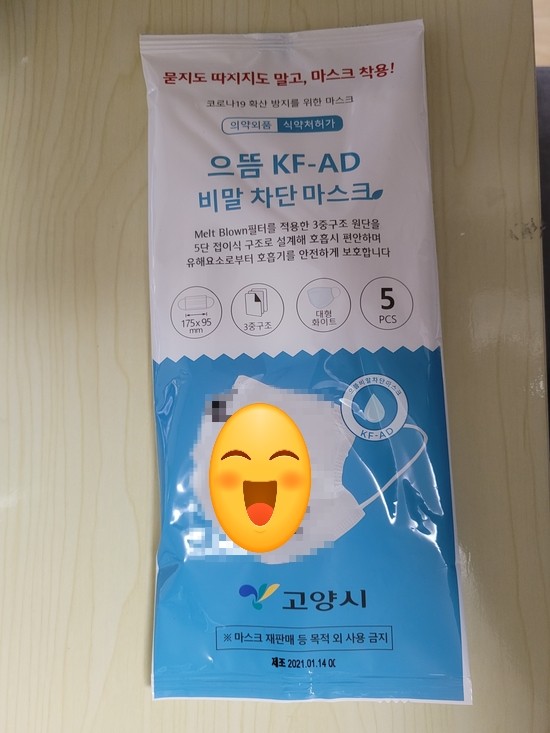 묻지도 따지지도 말고, 마스크 착용!
코로나19 확산 방지를 위한 마스크
의약외품 식약처허가
으뜸 KF-AD
비말 차단 마스크
Melt Blown필터를 적용한 3중구조 원단을
5단 접이식 구조로 설계해 호흡시 편안하며
유해요소로부터 호흡기를 안전하게 보호합니다
175x95
mm
3중구조
대형
화이트
5
PCS
KF-AD
고양시
※ 마스크 재판매 등 목적 외 사용 금지
제조 2021.01.14